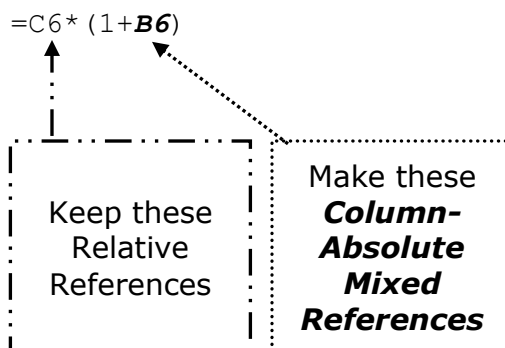 =C6*(1+B6)
Keep these
Relative
References
Make these
Column-
Absolute
Mixed
References